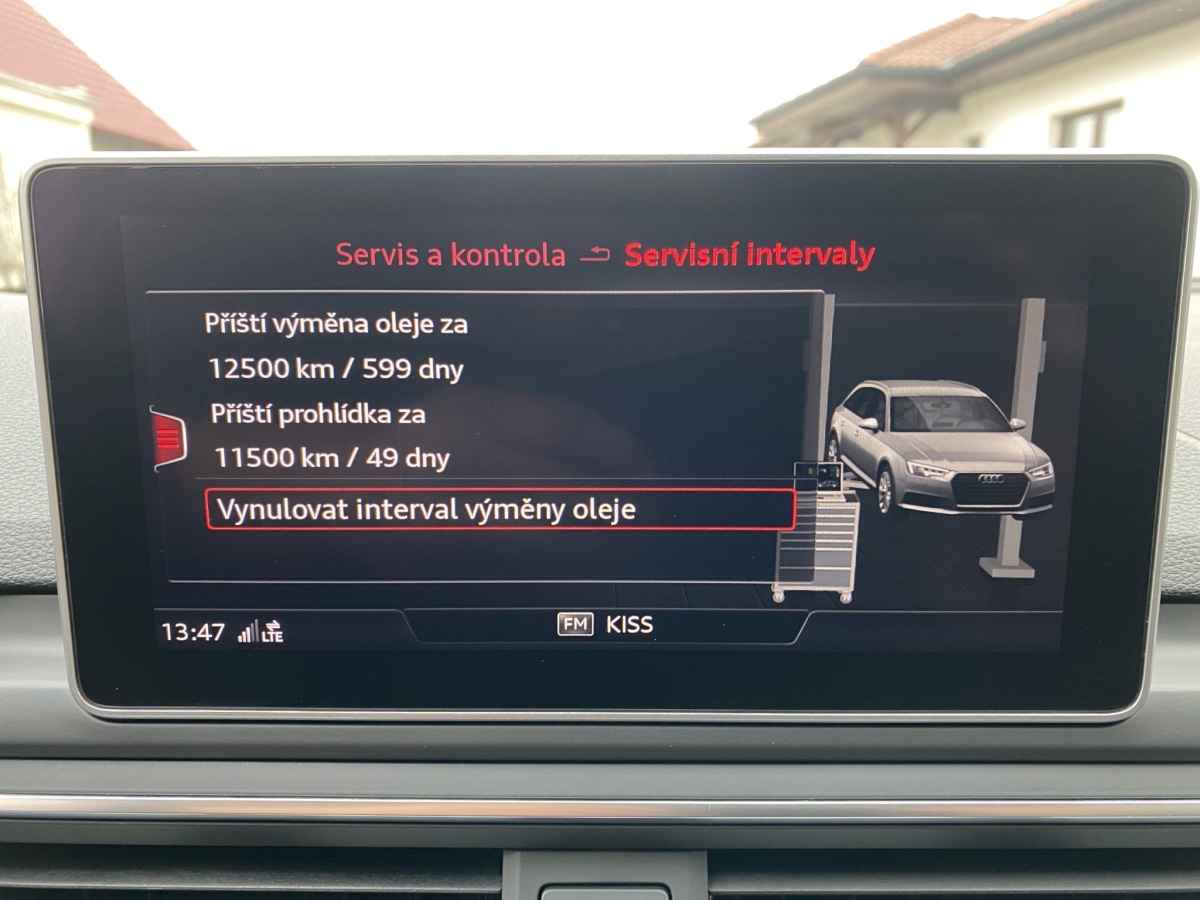 Servis a kontrola Servisní intervaly
Příští výměna oleje za
12500 km / 599 dny
Příští prohlídka za
11500 km / 49 dny
Vynulovat interval výměny oleje
13:47 LTE
FM KISS